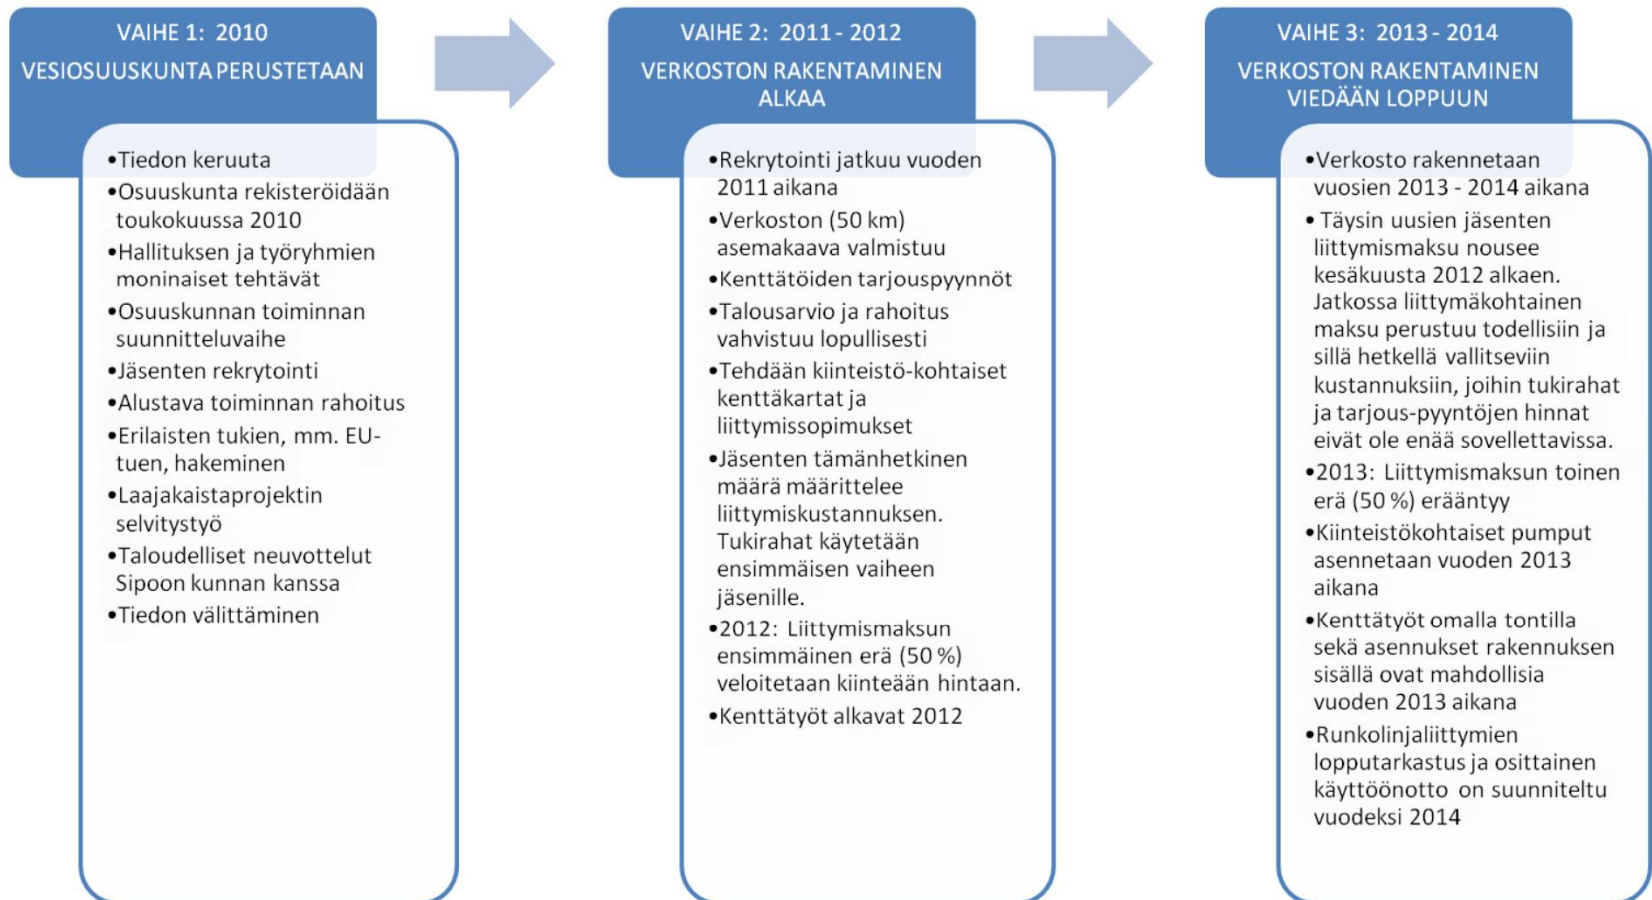 VAIHE 1: 2010
VESIOSUUSKUNTA PERUSTETAAN
•Tiedon keruuta
•Osuuskunta rekisteröidään
toukokuussa 2010
•Hallituksen ja työryhmien
moninaiset tehtävät
•Osuuskunnan toiminnan
suunnitteluvaihe
•Jäsenten rekrytointi
•Alustava toiminnan rahoitus
•Erilaisten tukien, mm. EU-
tuen, hakeminen
•Laajakaistaprojektin
selvitystyö
•Taloudelliset neuvottelut
Sipoon kunnan kanssa
•Tiedon välittäminen
VAIHE 2: 2011 - 2012
VERKOSTON RAKENTAMINEN
ALKAA
•Rekrytointi jatkuu vuoden
2011 aikana
•Verkoston (50 km)
asemakaava valmistuu
•Kenttätöiden tarjouspyynnöt
•Talousarvio ja rahoitus
vahvistuu lopullisesti
•Tehdään kiinteistö-kohtaiset
kenttäkartat ja
liittymissopimukset
•Jäsenten tämänhetkinen
määrä määrittelee
liittymiskustannuksen.
Tukirahat käytetään
ensimmäisen vaiheen
jäsenille.
•2012: Liittymismaksun
ensimmäinen erä (50 %)
veloitetaan kiinteään hintaan.
•Kenttätyöt alkavat 2012
VAIHE 3: 2013 - 2014
VERKOSTON RAKENTAMINEN
VIEDÄÄN LOPPUUN
•Verkosto rakennetaan
vuosien 2013 - 2014 aikana
• Täysin uusien jäsenten
liittymismaksu nousee
kesäkuusta 2012 alkaen.
Jatkossa liittymäkohtainen
maksu perustuu todellisiin ja
sillä hetkellä vallitseviin
kustannuksiin, joihin tukirahat
ja tarjous-pyyntöjen hinnat
eivät ole enää sovellettavissa.
•2013: Liittymismaksun toinen
erä (50 %) erääntyy
•Kiinteistökohtaiset pumput
asennetaan vuoden 2013
aikana
•Kenttätyöt omalla tontilla
sekä asennukset rakennuksen
sisällä ovat mahdollisia
vuoden 2013 aikana
•Runkolinjaliittymien
lopputarkastus ja osittainen
käyttöönotto on suunniteltu
vuodeksi 2014